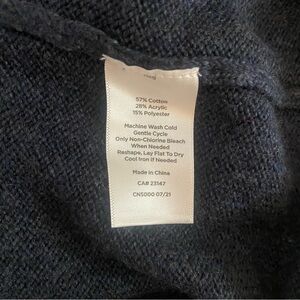 57% Cotton
28% Acrylic
15% Polyester
Machine Wash Cold
Gentle Cycle
Only Non-Chlorine Bleach
When Needed
Reshape, Lay Flat To Dry
Cool Iron If Needed
Made in China
CA# 23147
CNS000 07/21